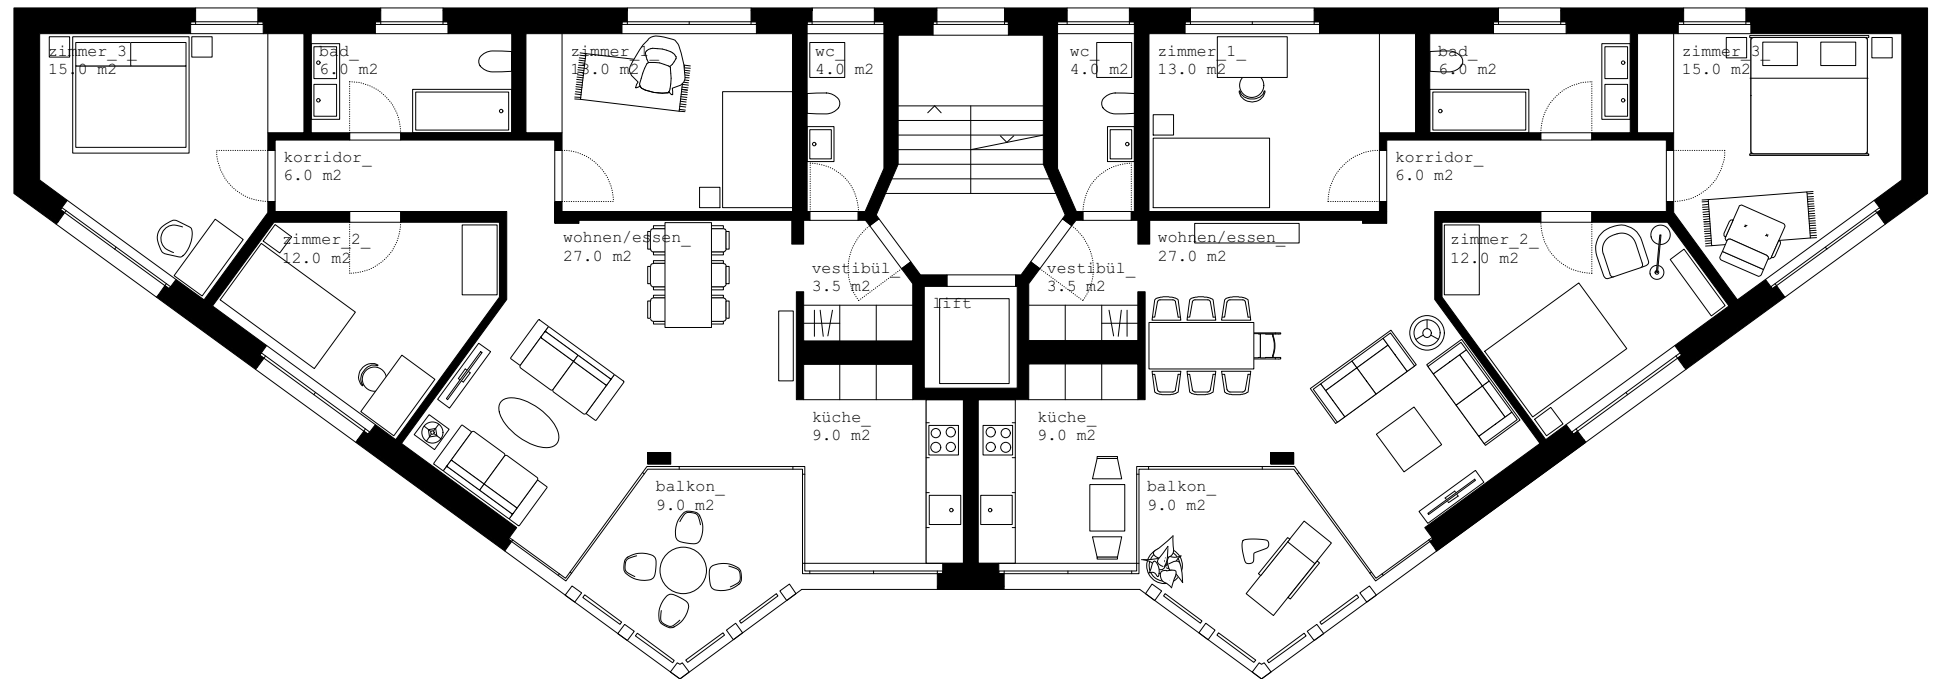 zimmer_3_
15.0 m2
bad_
6.0 m2
zimmer_1_
13.0 m2
wc_
4.0 m2
wc_
4.0 m2
zimmer_1_
13.0 m2
bad_
6.0 m2
zimmer_3_
15.0 m2
korridor_
6.0 m2
korridor_
6.0 m2
zimmer_2_
12.0 m2
wohnen/essen_
27.0 m2
vestibül_
3.5 m2
vestibül_
3.5 m2
wohnen/essen_
27.0 m2
zimmer_2_
12.0 m2
lift
küche_
9.0 m2
küche_
9.0 m2
balkon_
9.0 m2
balkon_
9.0 m2